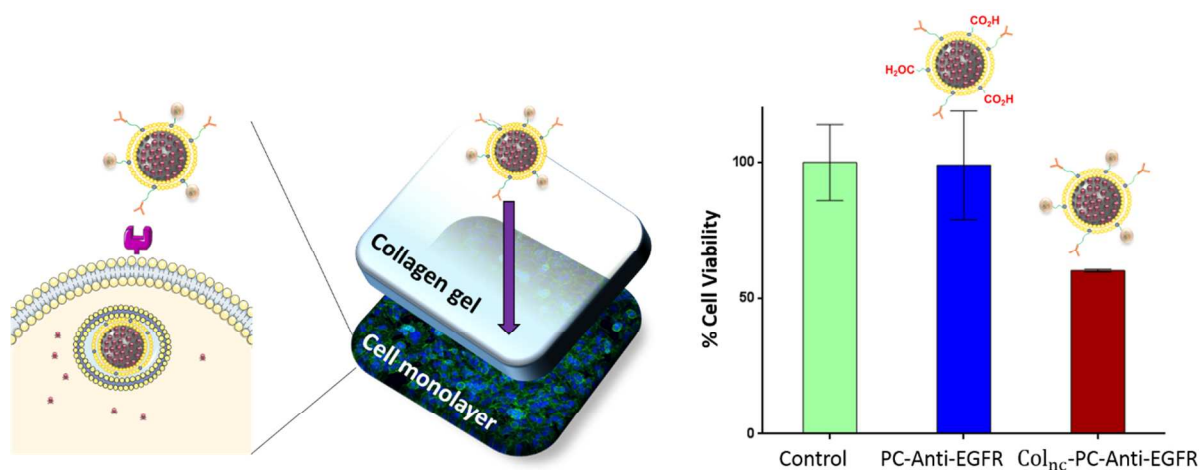 Collagen gel
Cell monolayer
CO₂H
H₂OC
CO₂H
% Cell Viability
100
50
0
Control
PC-Anti-EGFR
Colₙc-PC-Anti-EGFR